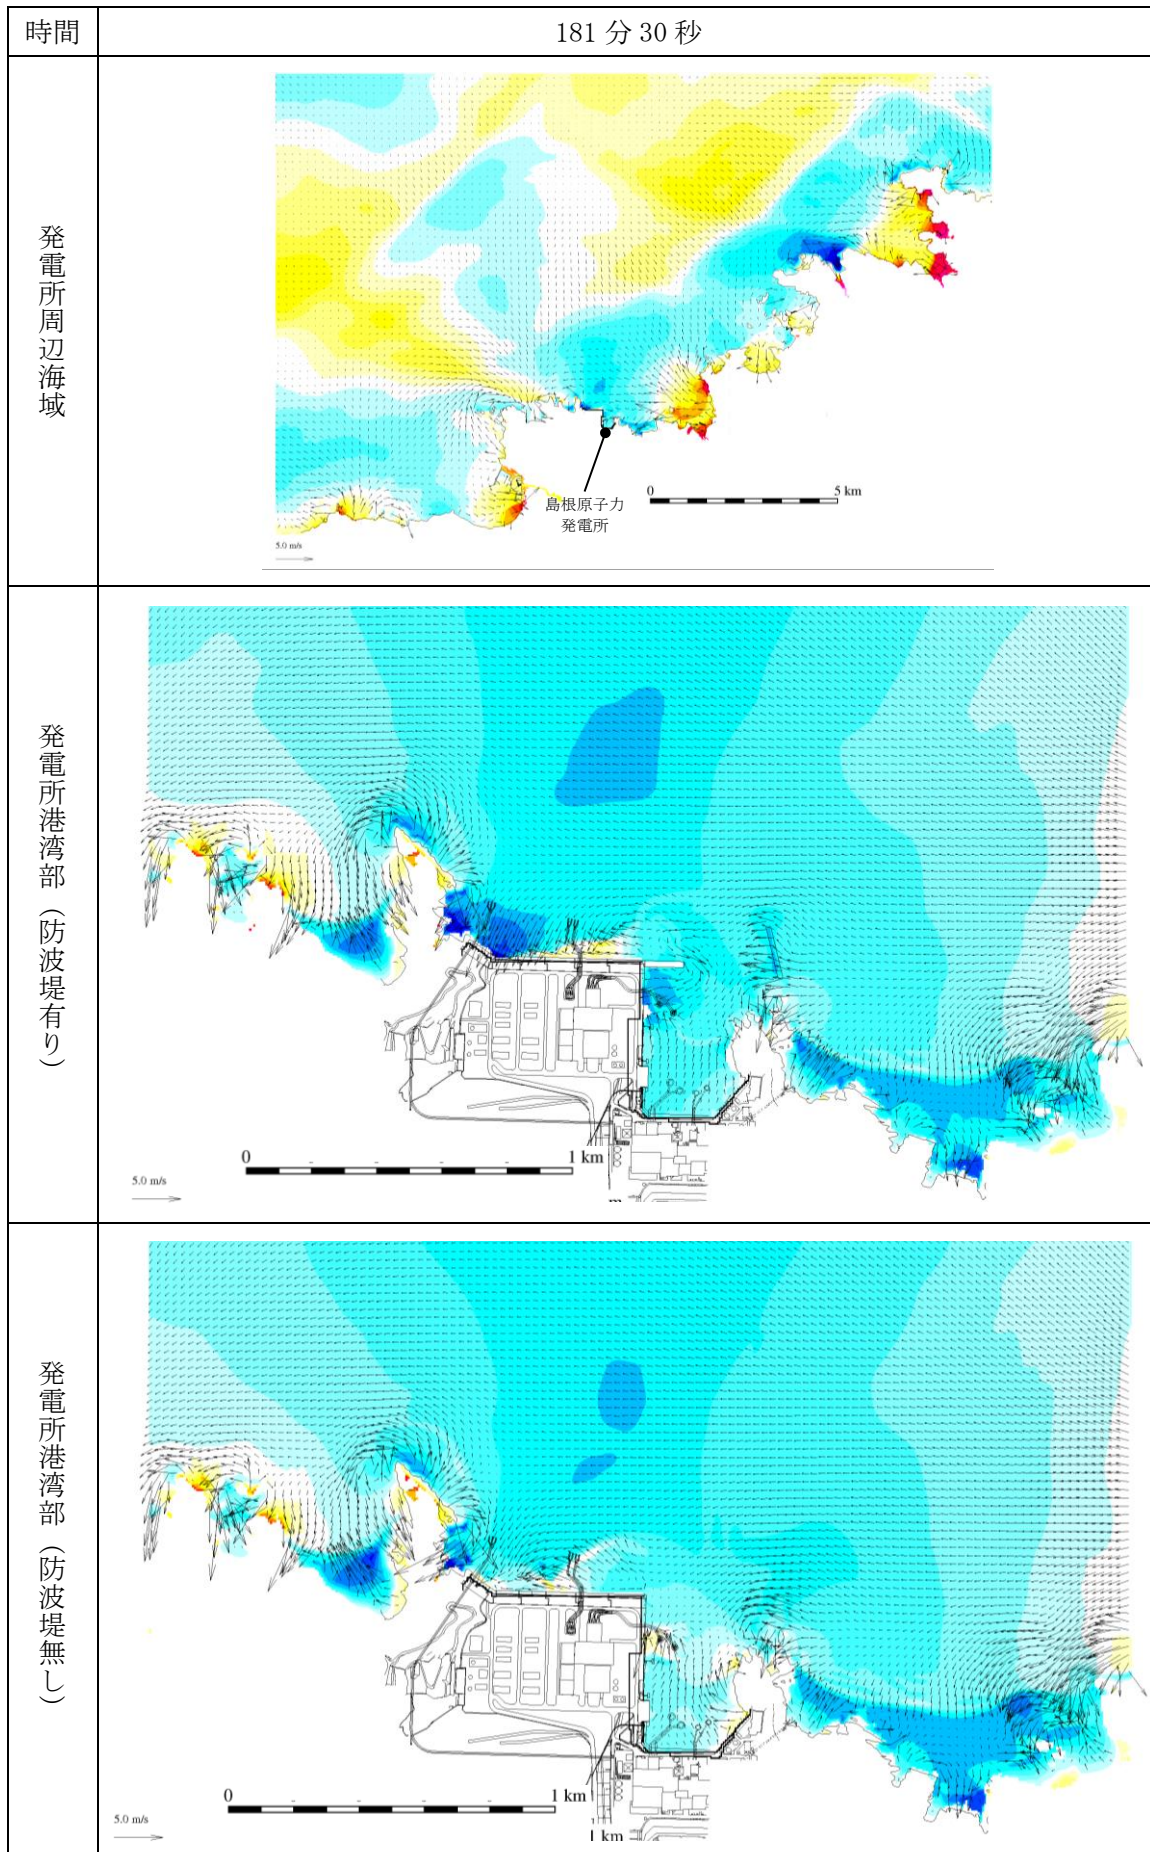 時間
181 分 30 秒
発電所周辺海域
島根原子力
発電所
0 5 km
5.0 m/s
発電所港湾部（防波堤有り）
0 1 km
5.0 m/s
発電所港湾部（防波堤無し）
0 1 km
5.0 m/s
1 km